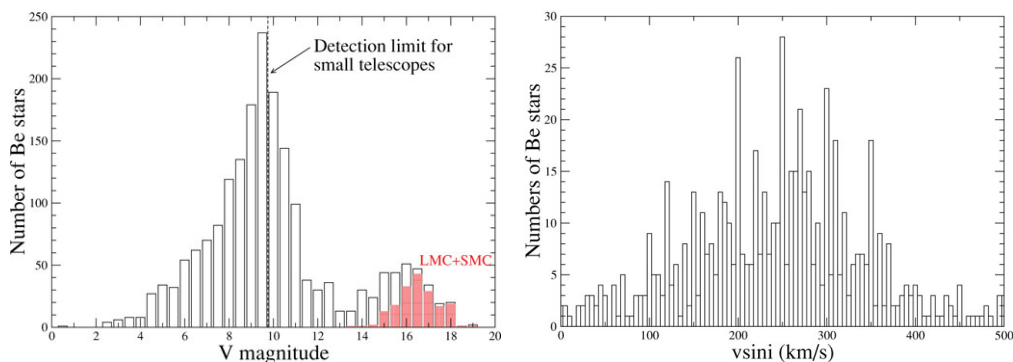 250
200
150
100
50
0
Number of Be stars
Detection limit for
small telescopes
LMC+SMC
0 2 4 6 8 10 12 14 16 18 20
V magnitude
30
25
20
15
10
5
0
Numbers of Be stars
0 100 200 300 400 500
vsini (km/s)